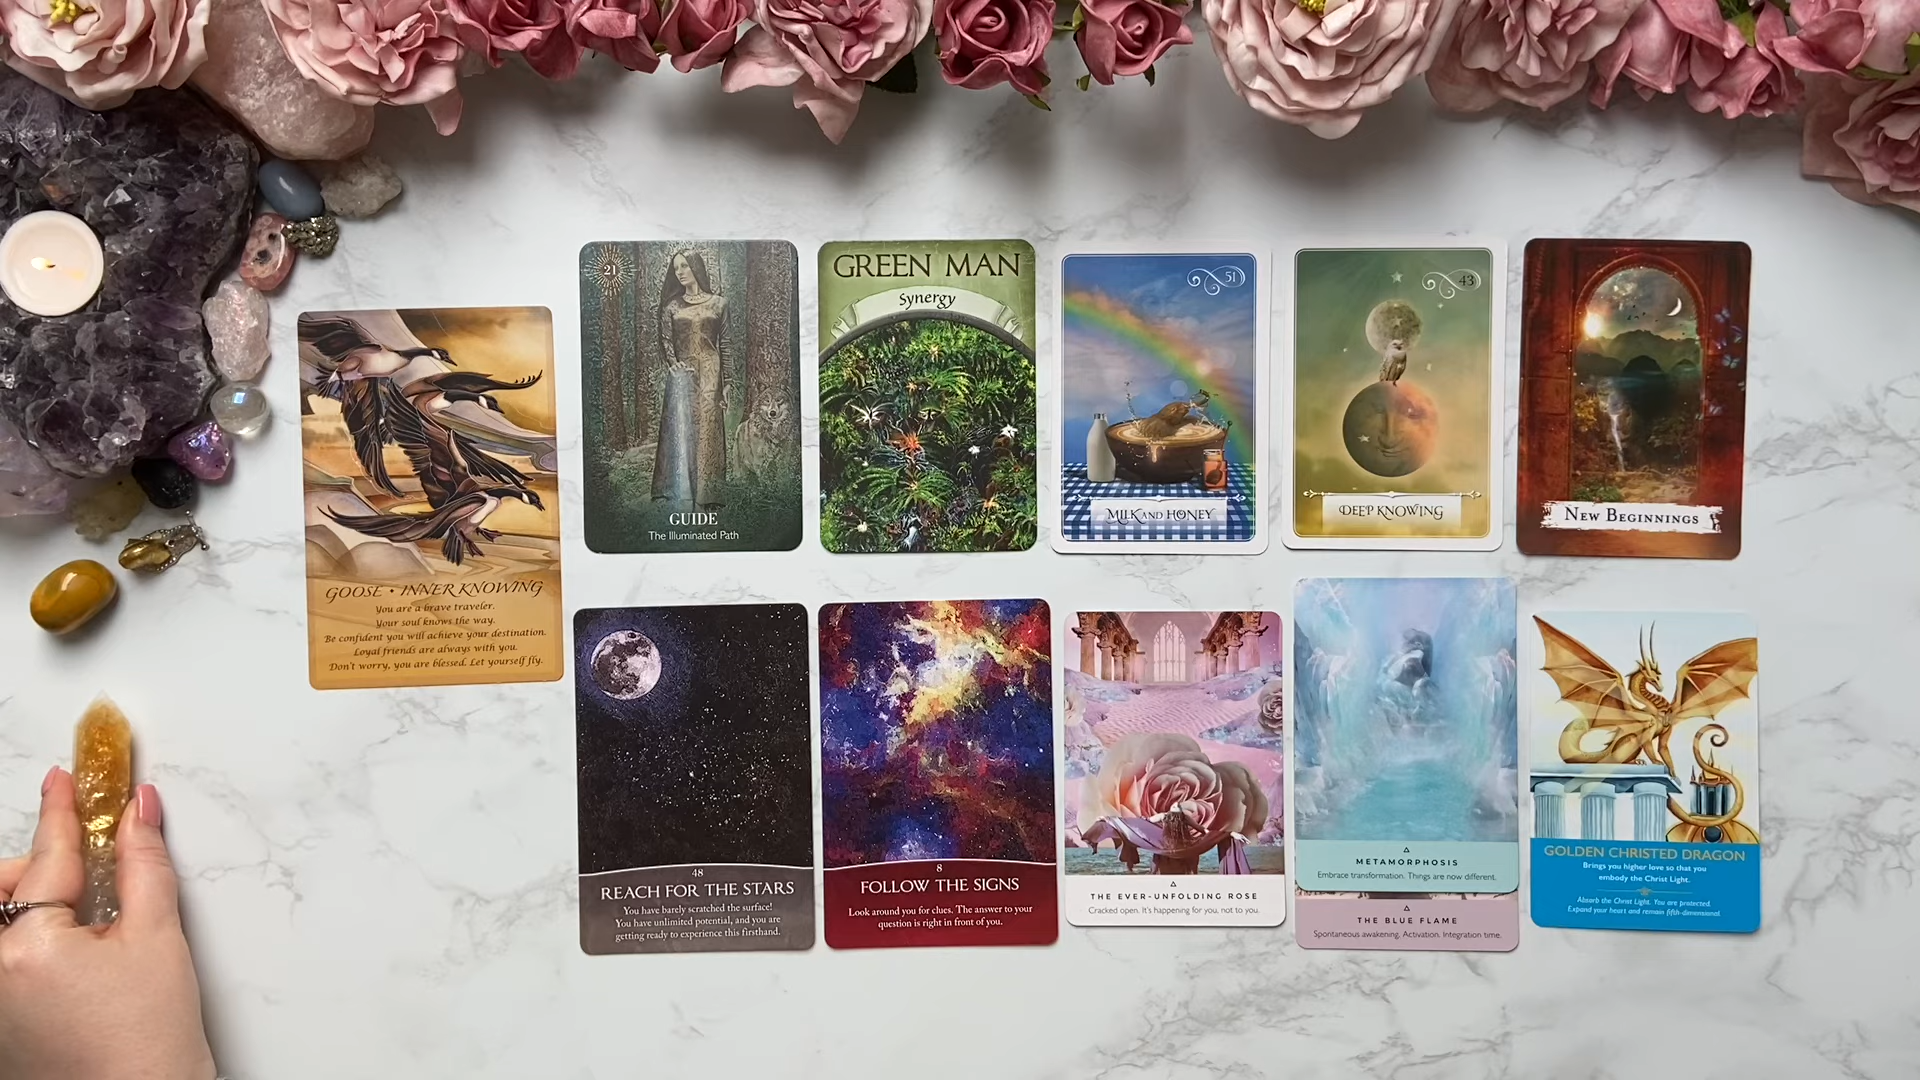 GOOSE • INNER KNOWING
You are a brave traveler.
Your soul knows the way.
Be confident you will achieve your destination.
Loyal friends are always with you.
Don't worry, you are blessed. Let yourself fly.
21
GUIDE
The Illuminated Path
GREEN MAN
Synergy
51
MILK AND HONEY
43
DEEP KNOWING
NEW BEGINNINGS
48
REACH FOR THE STARS
You have barely scratched the surface!
You have unlimited potential, and you are
getting ready to experience this firsthand.
8
FOLLOW THE SIGNS
Look around you for clues. The answer to your
question is right in front of you.
THE EVER-UNFOLDING ROSE
Cracked open. It's happening for you, not to you.
METAMORPHOSIS
Embrace transformation. Things are now different.
THE BLUE FLAME
Spontaneous awakening. Activation. Integration time.
GOLDEN CHRISTED DRAGON
Brings you higher love so that you
embody the Christ Light.
Absorb the Christ Light. You are protected.
Expand your heart and remain fifth-dimensional.